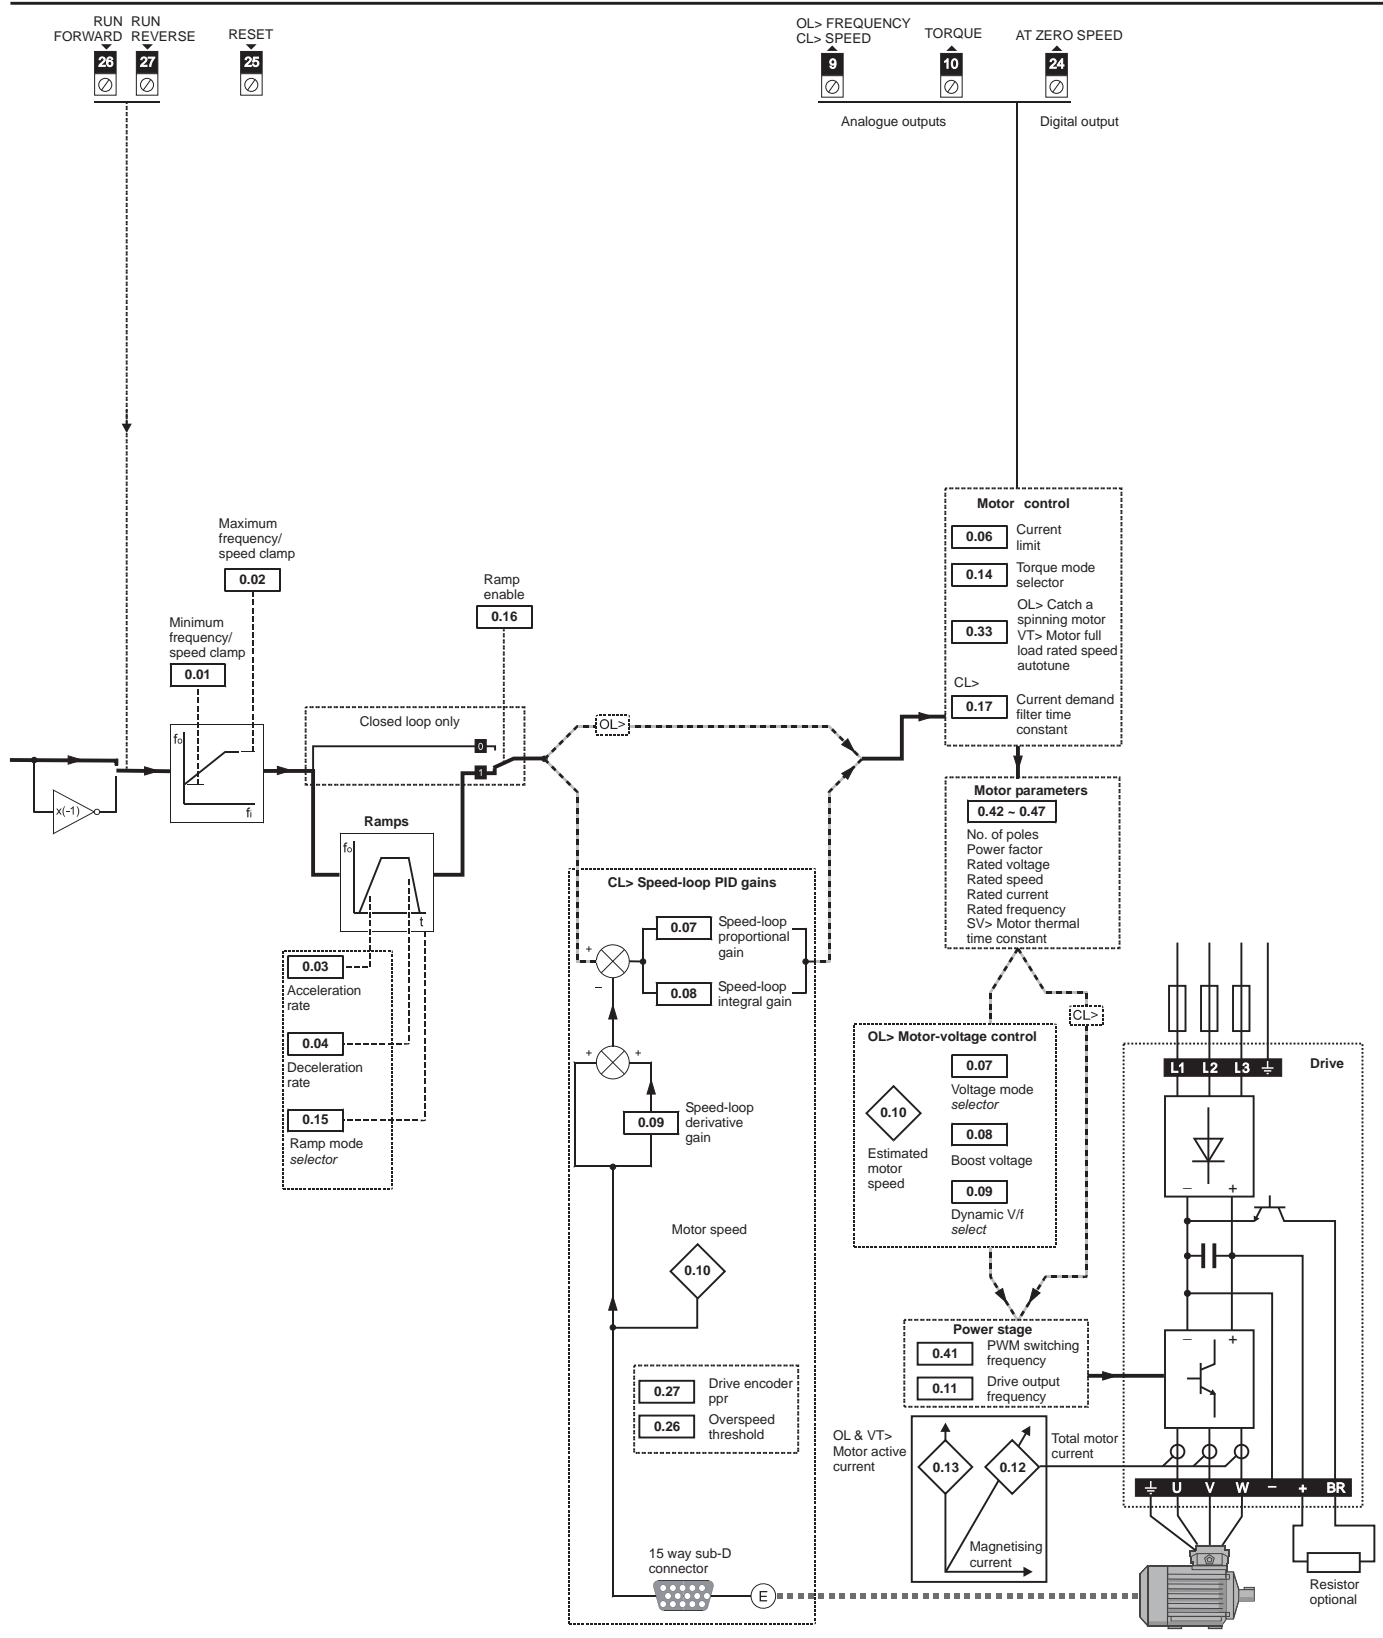 RUN FORWARD
RUN REVERSE
RESET
26
27
25
OL> FREQUENCY
CL> SPEED
TORQUE
AT ZERO SPEED
9
10
24
Analogue outputs
Digital output
Maximum
frequency/
speed clamp
0.02
Minimum
frequency/
speed clamp
0.01
fo
fi
x(-1)
Ramp
enable
0.16
Closed loop only
0
1
Ramps
fo
t
0.03
Acceleration
rate
0.04
Deceleration
rate
0.15
Ramp mode
selector
OL>
CL> Speed-loop PID gains
0.07
Speed-loop
proportional
gain
0.08
Speed-loop
integral gain
+
–
+
+
0.09
Speed-loop
derivative
gain
Motor speed
0.10
0.27
Drive encoder
ppr
0.26
Overspeed
threshold
15 way sub-D
connector
E
Motor control
0.06
Current
limit
0.14
Torque mode
selector
0.33
OL> Catch a
spinning motor
VT> Motor full
load rated speed
autotune
CL>
0.17
Current demand
filter time
constant
Motor parameters
0.42 ~ 0.47
No. of poles
Power factor
Rated voltage
Rated speed
Rated current
Rated frequency
SV> Motor thermal
time constant
CL>
OL> Motor-voltage control
0.07
Voltage mode
selector
0.10
Estimated
motor
speed
0.08
Boost voltage
0.09
Dynamic V/f
select
Power stage
0.41
PWM switching
frequency
0.11
Drive output
frequency
OL & VT>
Motor active
current
0.13
0.12
Total motor
current
Magnetising
current
Drive
L1 L2 L3
– +
– +
U V W – + BR
Resistor
optional